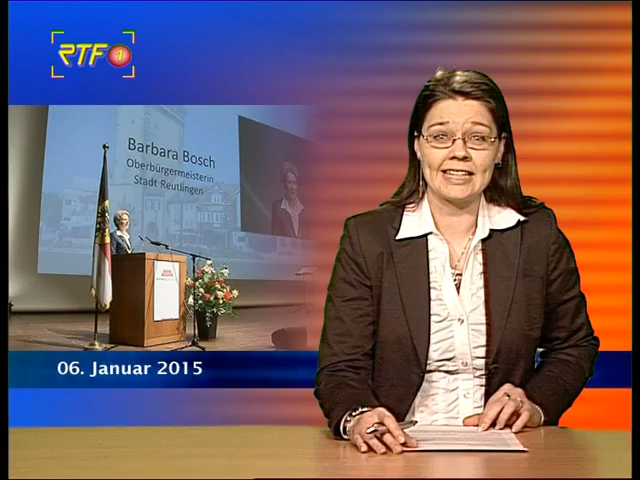 RTF1
Barbara Bosch
Oberbürgermeisterin
Stadt Reutlingen
06. Januar 2015